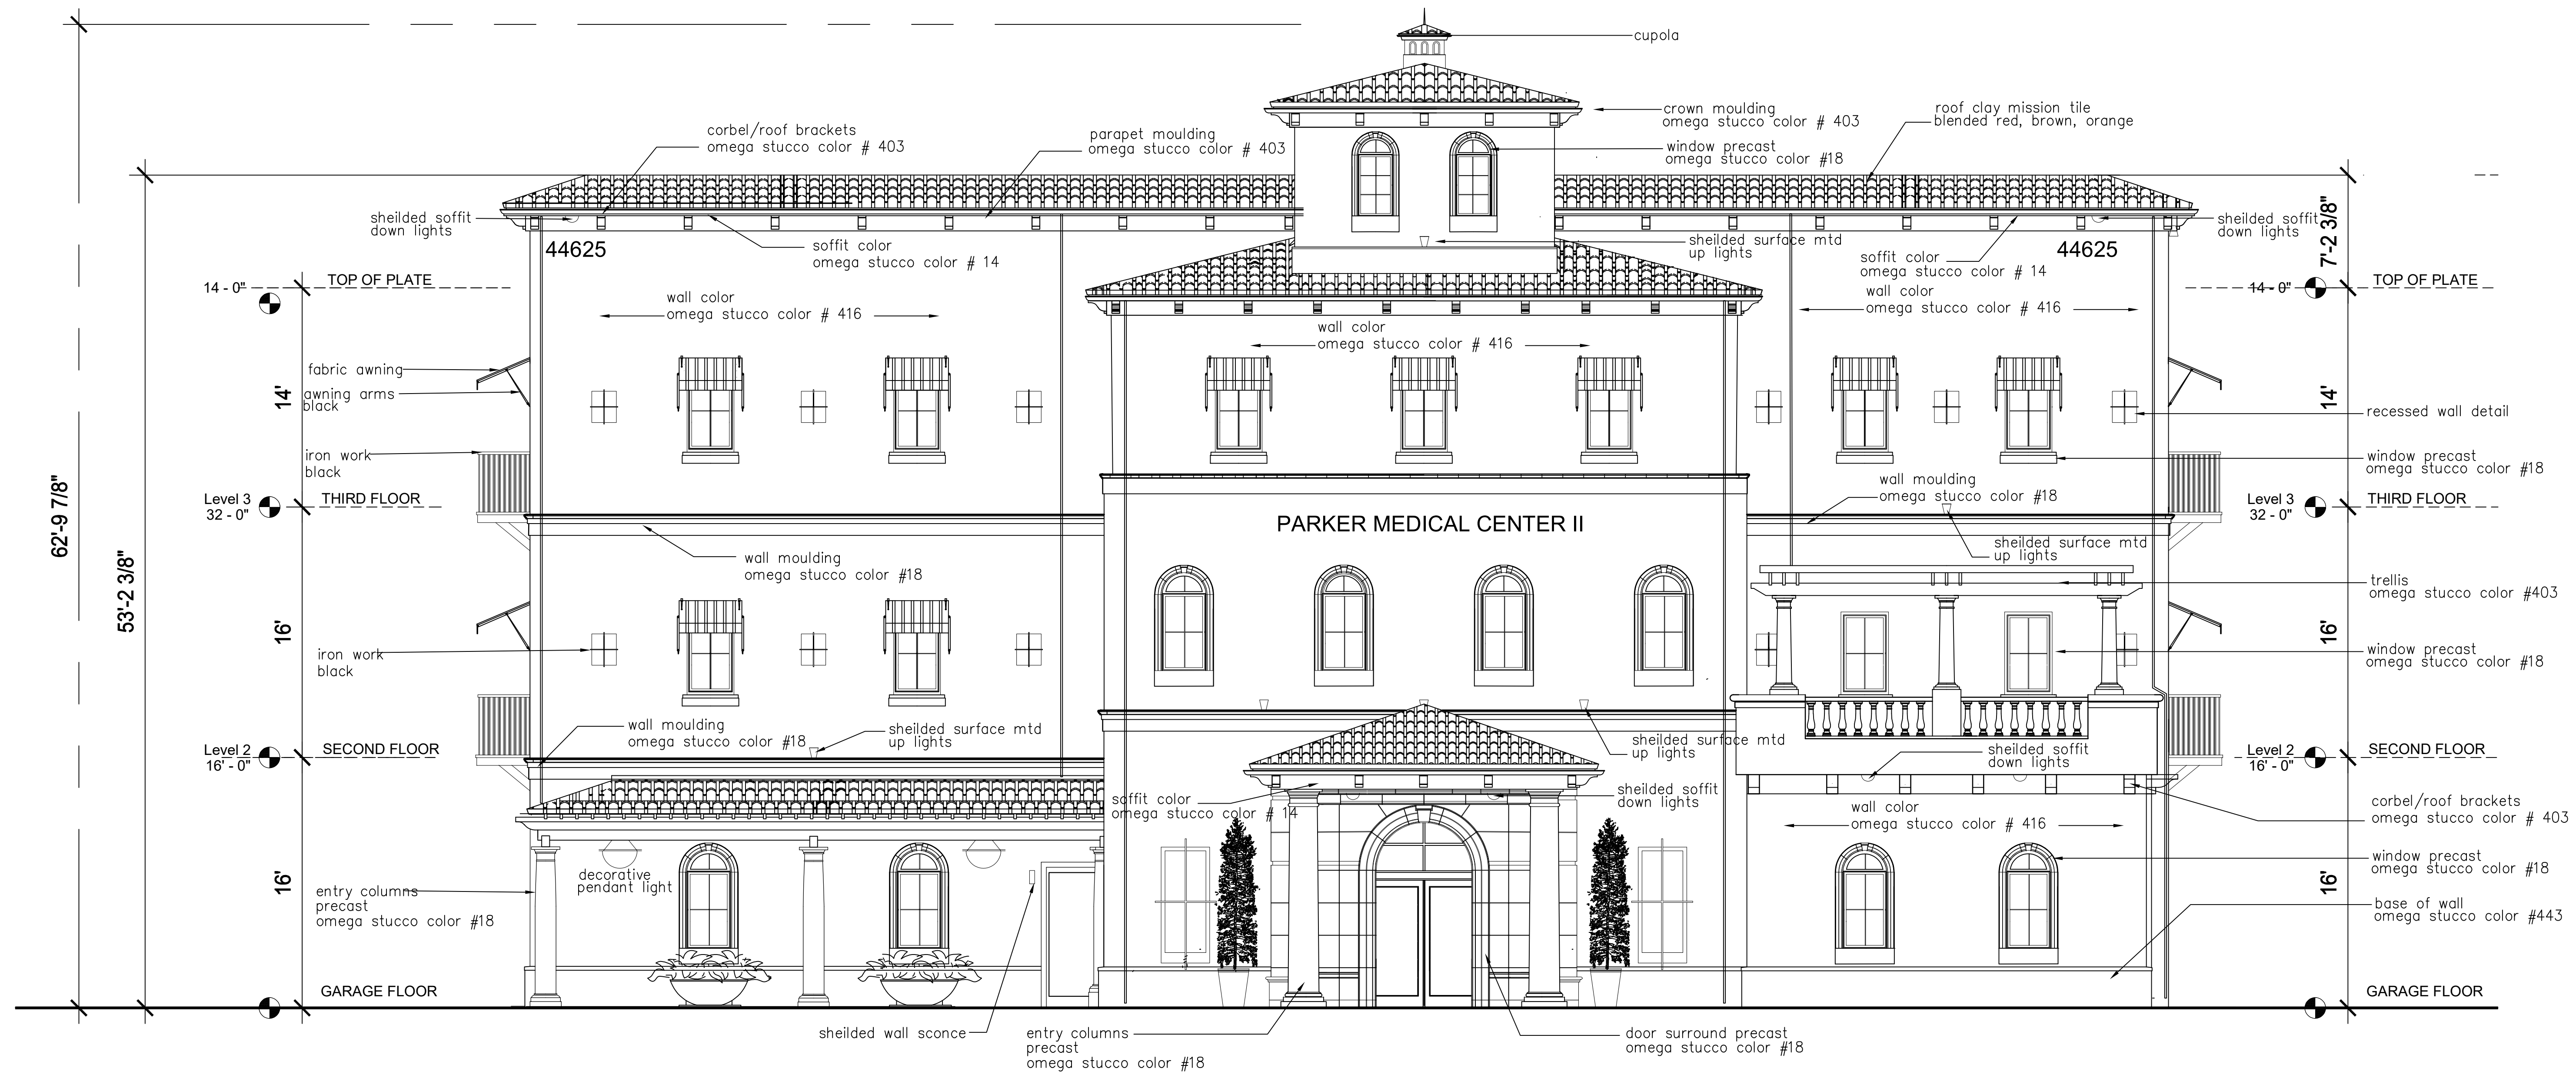 cupola
crown moulding
omega stucco color # 403
roof clay mission tile
blended red, brown, orange
corbel/roof brackets
omega stucco color # 403
parapet moulding
omega stucco color # 403
window precast
omega stucco color #18
sheilded soffit
down lights
44625
soffit color
omega stucco color # 14
sheilded surface mtd
up lights
44625
soffit color
omega stucco color # 14
sheilded soffit
down lights
7'-2 3/8"
14 - 0"
TOP OF PLATE
wall color
omega stucco color # 416
wall color
omega stucco color # 416
wall color
omega stucco color # 416
14 - 0"
TOP OF PLATE
fabric awning
awning arms
black
14'
14'
recessed wall detail
iron work
black
window precast
omega stucco color #18
Level 3
32 - 0"
THIRD FLOOR
wall moulding
omega stucco color #18
Level 3
32 - 0"
THIRD FLOOR
62'-9 7/8"
53'-2 3/8"
PARKER MEDICAL CENTER II
wall moulding
omega stucco color #18
sheilded surface mtd
up lights
trellis
omega stucco color #403
16'
16'
iron work
black
window precast
omega stucco color #18
Level 2
16' - 0"
SECOND FLOOR
wall moulding
omega stucco color #18
sheilded surface mtd
up lights
sheilded surface mtd
up lights
sheilded soffit
down lights
Level 2
16' - 0"
SECOND FLOOR
soffit color
omega stucco color # 14
sheilded soffit
down lights
wall color
omega stucco color # 416
corbel/roof brackets
omega stucco color # 403
16'
entry columns
precast
omega stucco color #18
decorative
pendant light
16'
window precast
omega stucco color #18
base of wall
omega stucco color #443
GARAGE FLOOR
GARAGE FLOOR
sheilded wall sconce
entry columns
precast
omega stucco color #18
door surround precast
omega stucco color #18